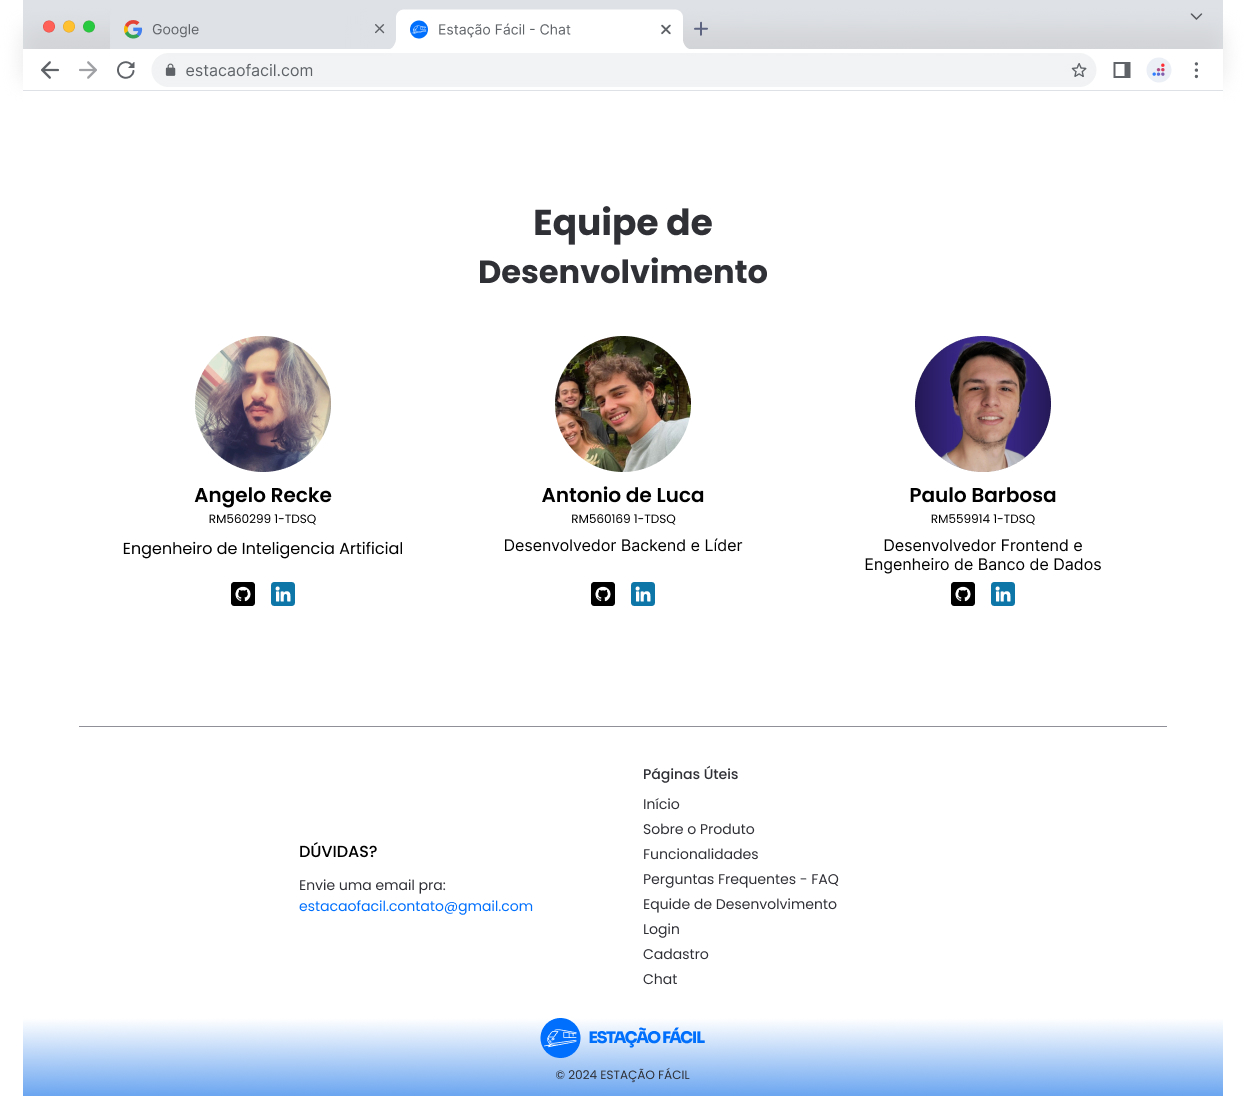 Google
Estação Fácil - Chat
estacaofacil.com
Equipe de
Desenvolvimento
Angelo Recke
RM560299 1-TDSQ
Engenheiro de Inteligencia Artificial
in
Antonio de Luca
RM560169 1-TDSQ
Desenvolvedor Backend e Líder
in
Paulo Barbosa
RM559914 1-TDSQ
Desenvolvedor Frontend e
Engenheiro de Banco de Dados
in
DÚVIDAS?
Envie uma email pra:
estacaofacil.contato@gmail.com
Páginas Úteis
Início
Sobre o Produto
Funcionalidades
Perguntas Frequentes - FAQ
Equide de Desenvolvimento
Login
Cadastro
Chat
ESTAÇÃO FÁCIL
© 2024 ESTAÇÃO FÁCIL